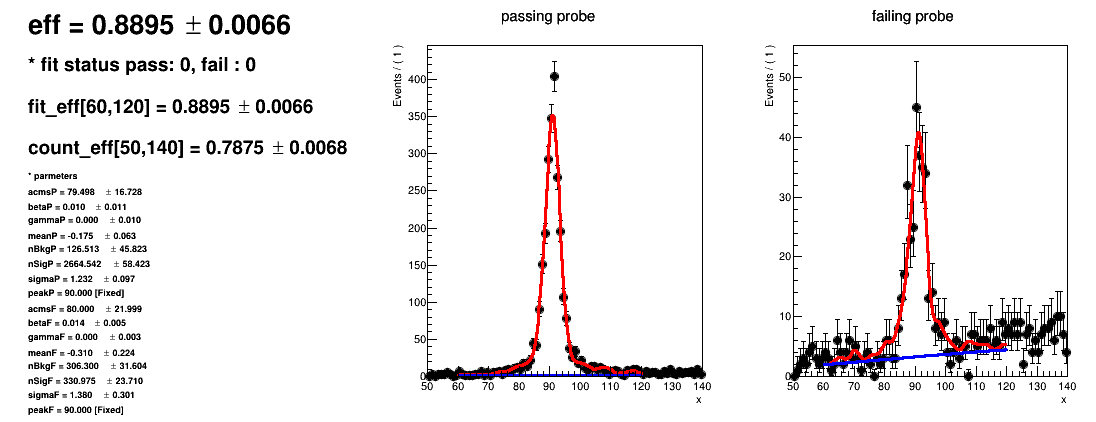 eff = 0.8895 ± 0.0066
* fit status pass: 0, fail : 0
fit_eff[60,120] = 0.8895 ± 0.0066
count_eff[50,140] = 0.7875 ± 0.0068
* parmeters
acmsP = 79.498 ± 16.728
betaP = 0.010 ± 0.011
gammaP = 0.000 ± 0.010
meanP = -0.175 ± 0.063
nBkgP = 126.513 ± 45.823
nSigP = 2664.542 ± 58.423
sigmaP = 1.232 ± 0.097
peakP = 90.000 [Fixed]
acmsF = 80.000 ± 21.999
betaF = 0.014 ± 0.005
gammaF = 0.000 ± 0.003
meanF = -0.310 ± 0.224
nBkgF = 306.300 ± 31.604
nSigF = 330.975 ± 23.710
sigmaF = 1.380 ± 0.301
peakF = 90.000 [Fixed]
passing probe
Events / ( 1 )
400
350
300
250
200
150
100
50
0
50 60 70 80 90 100 110 120 130 140
x
failing probe
Events / ( 1 )
50
40
30
20
10
0
50 60 70 80 90 100 110 120 130 140
x